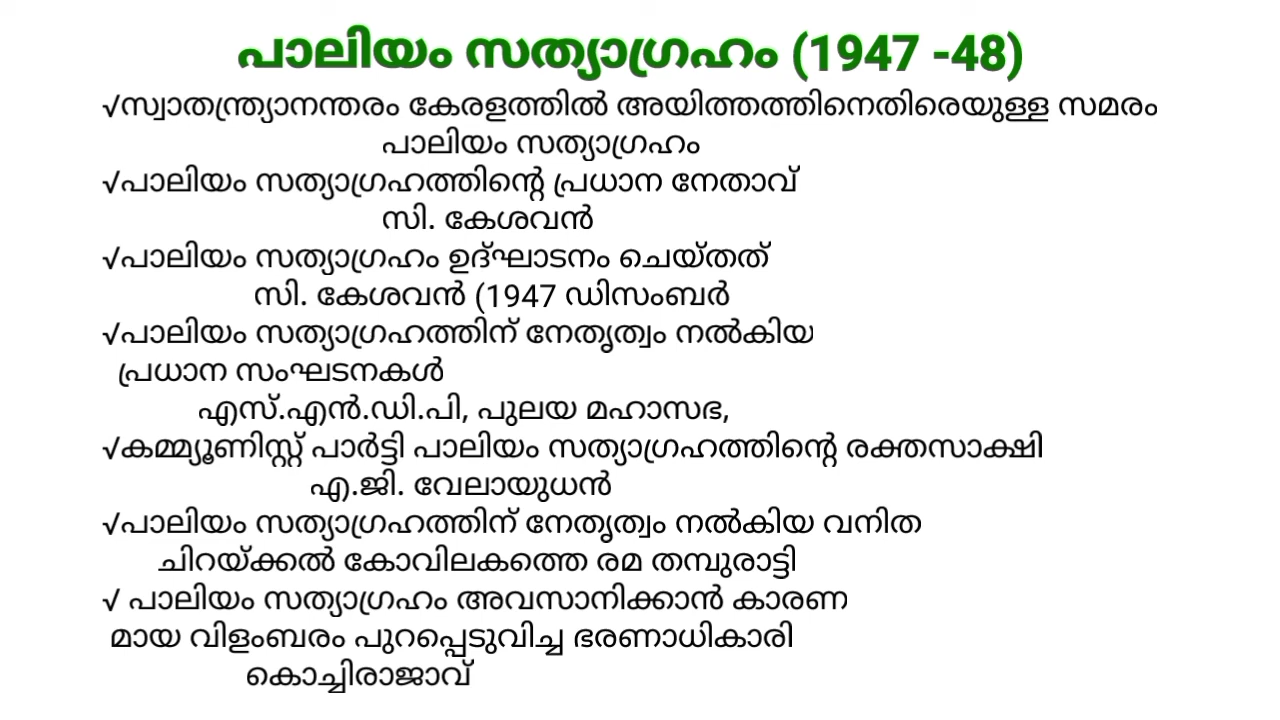 പാലിയം സത്യാഗ്രഹം (1947 -48)
√സ്വാതന്ത്ര്യാനന്തരം കേരളത്തിൽ അയിത്തത്തിനെതിരെയുള്ള സമരം
പാലിയം സത്യാഗ്രഹം
√പാലിയം സത്യാഗ്രഹത്തിന്റെ പ്രധാന നേതാവ്
സി. കേശവൻ
√പാലിയം സത്യാഗ്രഹം ഉദ്ഘാടനം ചെയ്തത്
സി. കേശവൻ (1947 ഡിസംബർ
√പാലിയം സത്യാഗ്രഹത്തിന് നേതൃത്വം നൽകിയ
പ്രധാന സംഘടനകൾ
എസ്.എൻ.ഡി.പി, പുലയ മഹാസഭ,
√കമ്മ്യൂണിസ്റ്റ് പാർട്ടി പാലിയം സത്യാഗ്രഹത്തിന്റെ രക്തസാക്ഷി
എ.ജി. വേലായുധൻ
√പാലിയം സത്യാഗ്രഹത്തിന് നേതൃത്വം നൽകിയ വനിത
ചിറയ്ക്കൽ കോവിലകത്തെ രമ തമ്പുരാട്ടി
√ പാലിയം സത്യാഗ്രഹം അവസാനിക്കാൻ കാരണ
മായ വിളംബരം പുറപ്പെടുവിച്ച ഭരണാധികാരി
കൊച്ചിരാജാവ്